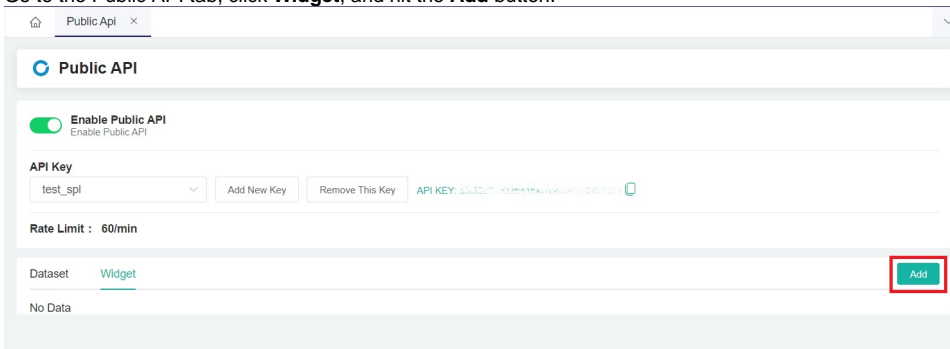 Go to the Public API tab, click Widget, and hit the Add button.
Public Api ×
Public API
Enable Public API
Enable Public API
API Key
test_spl Add New Key Remove This Key API KEY:
Rate Limit : 60/min
Dataset Widget Add
No Data